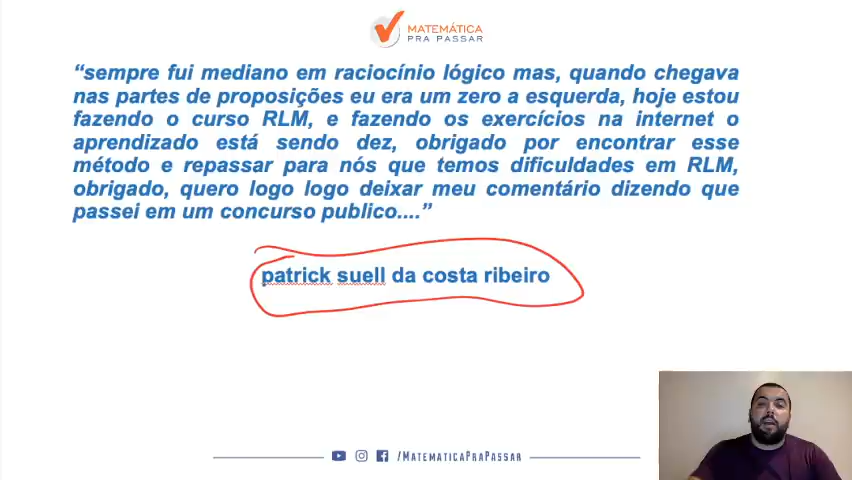 MATEMÁTICA
PRA PASSAR
“sempre fui mediano em raciocínio lógico mas, quando chegava
nas partes de proposições eu era um zero a esquerda, hoje estou
fazendo o curso RLM, e fazendo os exercícios na internet o
aprendizado está sendo dez, obrigado por encontrar esse
método e repassar para nós que temos dificuldades em RLM,
obrigado, quero logo logo deixar meu comentário dizendo que
passei em um concurso publico....”
patrick suell da costa ribeiro
/MATEMATICAPRAPASSAR